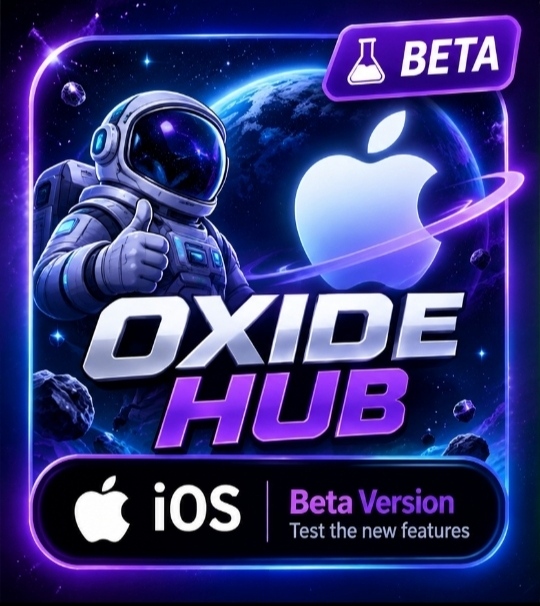 BETA
OXIDE
HUB
iOS
Beta Version
Test the new features